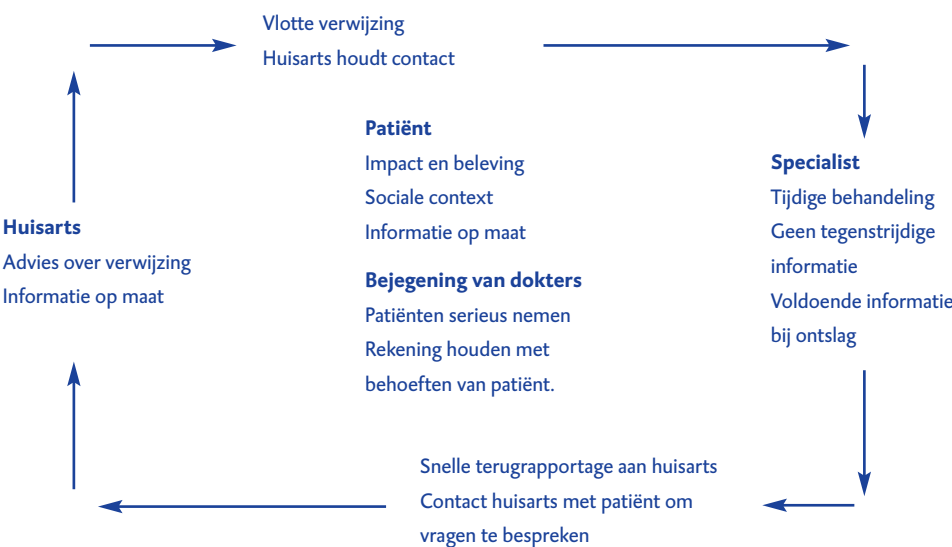 Vlotte verwijzing
Huisarts houdt contact
Patiënt
Impact en beleving
Sociale context
Informatie op maat
Bejegening van dokters
Patiënten serieus nemen
Rekening houden met
behoeften van patiënt.
Specialist
Tijdige behandeling
Geen tegenstrijdige
informatie
Voldoende informatie
bij ontslag
Huisarts
Advies over verwijzing
Informatie op maat
Snelle terugrapportage aan huisarts
Contact huisarts met patiënt om
vragen te bespreken